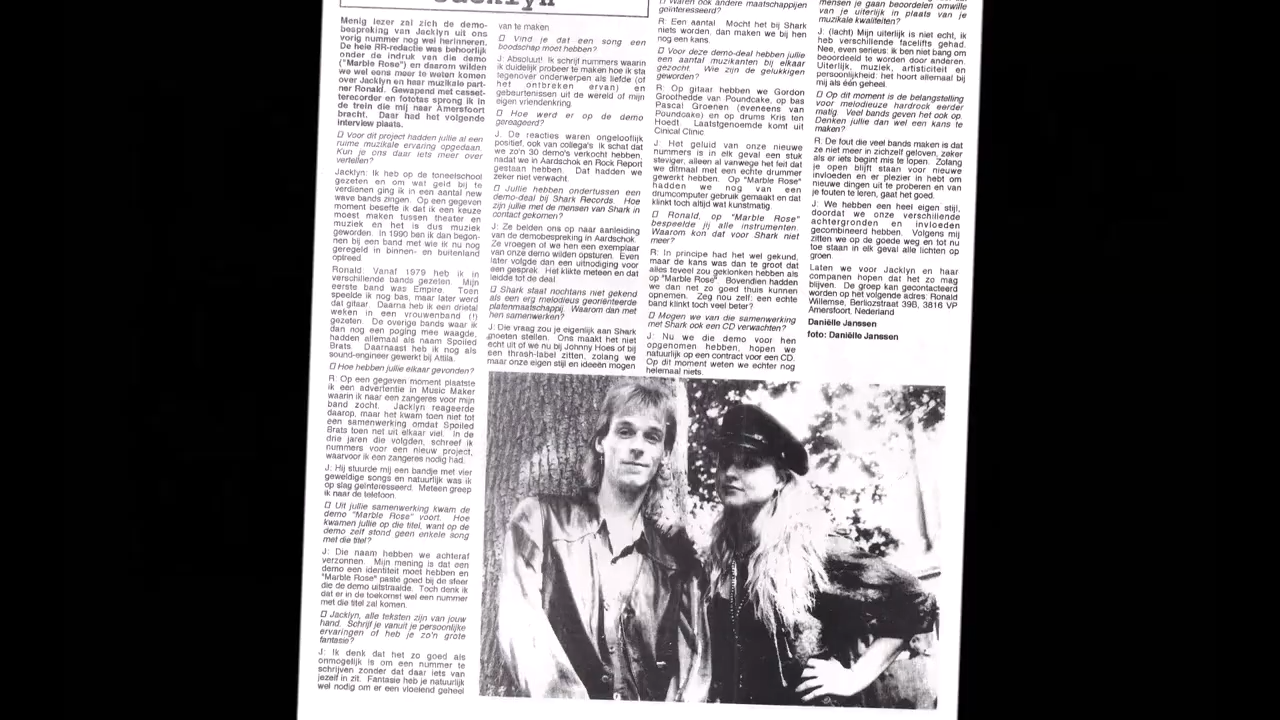 Jacklyn
Menig lezer zal zich de demo-
bespreking van Jacklyn uit ons
vorig nummer nog wel herinneren.
De hele RR-redactie was behoorlijk
onder de indruk van die demo
("Marble Rose") en daarom wilden
we wel eens meer te weten komen
over Jacklyn en haar muzikale part-
ner Ronald. Gewapend met casset-
terecorder en fototas sprong ik in
de trein die mij naar Amersfoort
bracht. Daar had het volgende
interview plaats.
Voor dit project hadden jullie al een
ruime muzikale ervaring opgedaan.
Kun je ons daar iets meer over
vertellen?
Jacklyn: Ik heb op de toneelschool
gezeten en om wat geld bij te
verdienen ging ik in een aantal new
wave bands zingen. Op een gegeven
moment besefte ik dat ik een keuze
moest maken tussen theater en
muziek en het is dus muziek
geworden. In 1990 ben ik dan begon-
nen bij een band met wie ik nu nog
geregeld in binnen- en buitenland
optreed.
Ronald: Vanaf 1979 heb ik in
verschillende bands gezeten. Mijn
eerste band was Empire. Toen
speelde ik nog bas, maar later werd
dat gitaar. Daarna heb ik een drietal
weken in een vrouwenband (!)
gezeten. De overige bands waar ik
dan nog een poging mee waagde,
hadden allemaal als naam Spoiled
Brats. Daarnaast heb ik nog als
sound-engineer gewerkt bij Attila.
Hoe hebben jullie elkaar gevonden?
R: Op een gegeven moment plaatste
ik een advertentie in Music Maker
waarin ik naar een zangeres voor mijn
band zocht. Jacklyn reageerde
daarop, maar het kwam toen niet tot
een samenwerking omdat Spoiled
Brats toen net uit elkaar viel. In de
drie jaren die volgden, schreef ik
nummers voor een nieuw project,
waarvoor ik een zangeres nodig had.
J: Hij stuurde mij een bandje met vier
geweldige songs en natuurlijk was ik
op slag geïnteresseerd. Meteen greep
ik naar de telefoon.
Uit jullie samenwerking kwam de
demo "Marble Rose" voort. Hoe
kwamen jullie op die titel, want op de
demo zelf stond geen enkele song
met die titel?
J: Die naam hebben we achteraf
verzonnen. Mijn mening is dat een
demo een identiteit moet hebben en
"Marble Rose" paste goed bij de sfeer
die de demo uitstraalde. Toch denk ik
dat er in de toekomst wel een nummer
met die titel zal komen.
Jacklyn, alle teksten zijn van jouw
hand. Schrijf je vanuit je persoonlijke
ervaringen of heb je zo'n grote
fantasie?
J: Ik denk dat het zo goed als
onmogelijk is om een nummer te
schrijven zonder dat daar iets van
jezelf in zit. Fantasie heb je natuurlijk
wel nodig om er een vloeiend geheel
van te maken
Vind je dat een song een
boodschap moet hebben?
J: Absoluut! Ik schrijf nummers waarin
ik duidelijk probeer te maken hoe ik sta
tegenover onderwerpen als liefde (of
het ontbreken ervan) en
gebeurtenissen uit de wereld of mijn
eigen vriendenkring.
Hoe werd er op de demo
gereageerd?
J. De reacties waren ongelooflijk
positief, ook van collega's. Ik schat dat
we zo'n 30 demo's verkocht hebben,
nadat we in Aardschok en Rock Report
gestaan hebben. Dat hadden we
zeker niet verwacht.
Jullie hebben ondertussen een
demo-deal bij Shark Records. Hoe
zijn jullie met de mensen van Shark in
contact gekomen?
J: Ze belden ons op naar aanleiding
van de demobespreking in Aardschok.
Ze vroegen of we hen een exemplaar
van onze demo wilden opsturen. Even
later volgde dan een uitnodiging voor
een gesprek. Het klikte meteen en dat
leidde tot de deal.
Shark staat nochtans niet gekend
als een erg melodieus georiënteerde
platenmaatschappij. Waarom dan met
hen samenwerken?
J: Die vraag zou je eigenlijk aan Shark
moeten stellen. Ons maakt het niet
echt uit of we nu bij Johnny Hoes of bij
een thrash-label zitten, zolang we
maar onze eigen stijl en ideeën mogen
Waren ook andere maatschappijen
geïnteresseerd?
R: Een aantal. Mocht het bij Shark
niets worden, dan maken we bij hen
nog een kans.
Voor deze demo-deal hebben jullie
een aantal muzikanten bij elkaar
gezocht. Wie zijn de gelukkigen
geworden?
R: Op gitaar hebben we Gordon
Groothedde van Poundcake, op bas
Pascal Groenen (eveneens van
Poundcake) en op drums Kris ten
Hoedt. Laatstgenoemde komt uit
Cinical Clinic.
J: Het geluid van onze nieuwe
nummers is in elk geval een stuk
steviger, alleen al vanwege het feit dat
we ditmaal met een echte drummer
gewerkt hebben. Op "Marble Rose"
hadden we nog van een
drumcomputer gebruik gemaakt en dat
klinkt toch altijd wat kunstmatig.
Ronald, op "Marble Rose"
bespeelde jij alle instrumenten.
Waarom kon dat voor Shark niet
meer?
R: In principe had het wel gekund,
maar de kans was dan te groot dat
alles teveel zou geklonken hebben als
op "Marble Rose". Bovendien hadden
we dan net zo goed thuis kunnen
opnemen. Zeg nou zelf: een echte
band klinkt toch veel beter?
Mogen we van die samenwerking
met Shark ook een CD verwachten?
J: Nu we die demo voor hen
opgenomen hebben, hopen we
natuurlijk op een contract voor een CD.
Op dit moment weten we echter nog
helemaal niets.
mensen je gaan beoordelen omwille
van je uiterlijk in plaats van je
muzikale kwaliteiten?
J: (lacht) Mijn uiterlijk is niet echt, ik
heb verschillende facelifts gehad.
Nee, even serieus: ik ben niet bang om
beoordeeld te worden door anderen.
Uiterlijk, muziek, artisticiteit en
persoonlijkheid: het hoort allemaal bij
mij als één geheel.
Op dit moment is de belangstelling
voor melodieuze hardrock eerder
matig. Veel bands geven het ook op.
Denken jullie dan wel een kans te
maken?
R: De fout die veel bands maken is dat
ze niet meer in zichzelf geloven, zeker
als er iets begint mis te lopen. Zolang
je open blijft staan voor nieuwe
invloeden en er plezier in hebt om
nieuwe dingen uit te proberen en van
je fouten te leren, gaat het goed.
J: We hebben een heel eigen stijl,
doordat we onze verschillende
achtergronden en invloeden
gecombineerd hebben. Volgens mij
zitten we op de goede weg en tot nu
toe staan in elk geval alle lichten op
groen.
Laten we voor Jacklyn en haar
companen hopen dat het zo mag
blijven. De groep kan gecontacteerd
worden op het volgende adres: Ronald
Willemse, Berliozstraat 39B, 3816 VP
Amersfoort, Nederland
Daniëlle Janssen
foto: Daniëlle Janssen